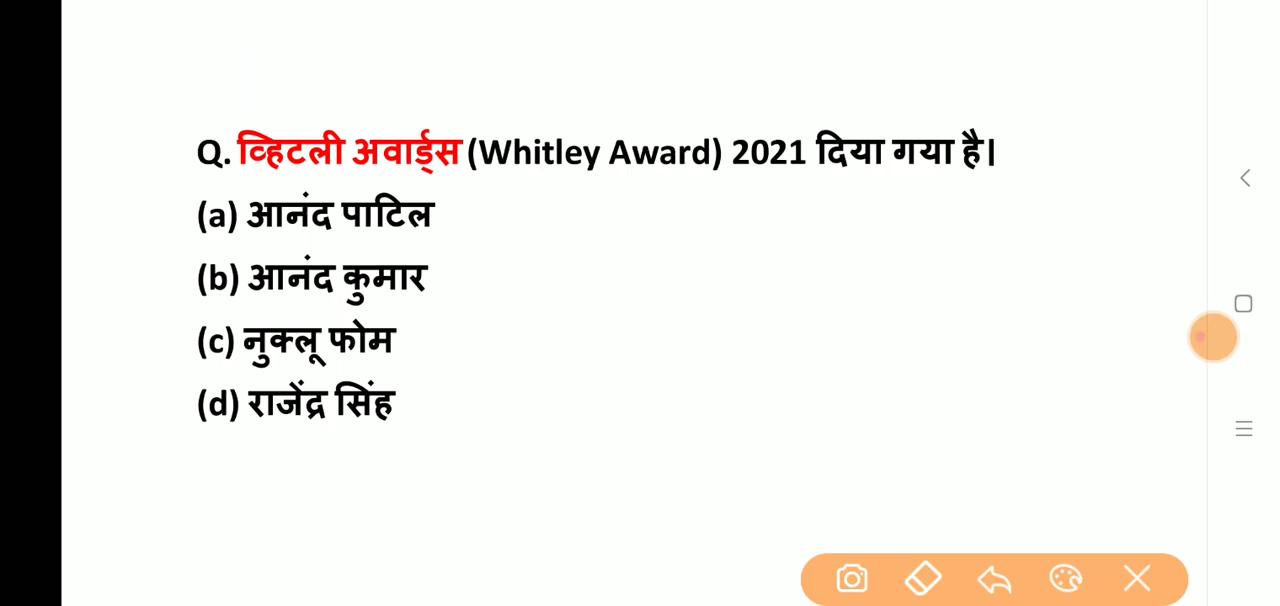 Q. व्हिटली अवार्ड्स (Whitley Award) 2021 दिया गया है।
(a) आनंद पाटिल
(b) आनंद कुमार
(c) नुक्लू फोम
(d) राजेंद्र सिंह